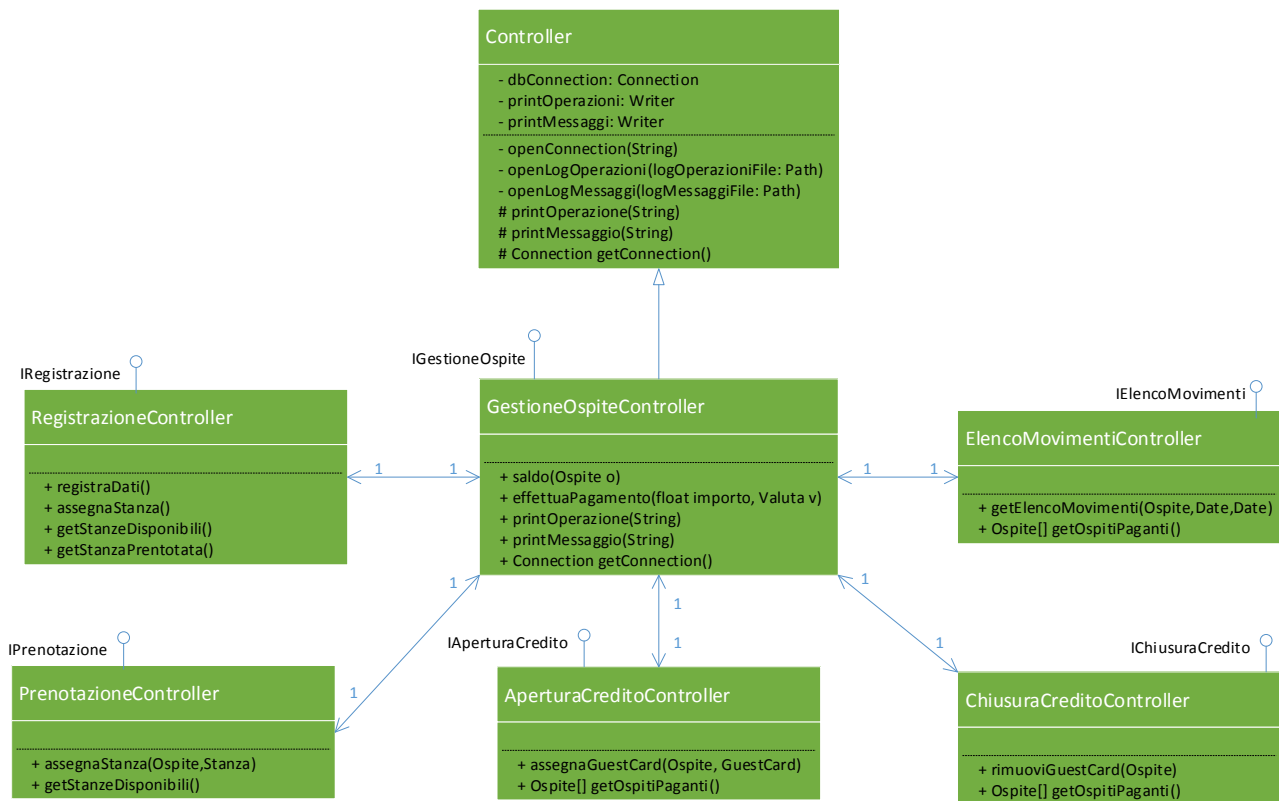 Controller
- dbConnection: Connection
- printOperazioni: Writer
- printMessaggi: Writer
- openConnection(String)
- openLogOperazioni(logOperazioniFile: Path)
- openLogMessaggi(logMessaggiFile: Path)
# printOperazione(String)
# printMessaggio(String)
# Connection getConnection()
IRegistrazione
RegistrazioneController
+ registraDati()
+ assegnaStanza()
+ getStanzeDisponibili()
+ getStanzaPrentotata()
1
1
IGestioneOspite
GestioneOspiteController
+ saldo(Ospite o)
+ effettuaPagamento(float importo, Valuta v)
+ printOperazione(String)
+ printMessaggio(String)
+ Connection getConnection()
1
1
IElencoMovimenti
ElencoMovimentiController
+ getElencoMovimenti(Ospite,Date,Date)
+ Ospite[] getOspitiPaganti()
1
1
IPrenotazione
PrenotazioneController
+ assegnaStanza(Ospite,Stanza)
+ getStanzeDisponibili()
1
1
IAperturaCredito
AperturaCreditoController
+ assegnaGuestCard(Ospite, GuestCard)
+ Ospite[] getOspitiPaganti()
1
1
IChiusuraCredito
ChiusuraCreditoController
+ rimuoviGuestCard(Ospite)
+ Ospite[] getOspitiPaganti()